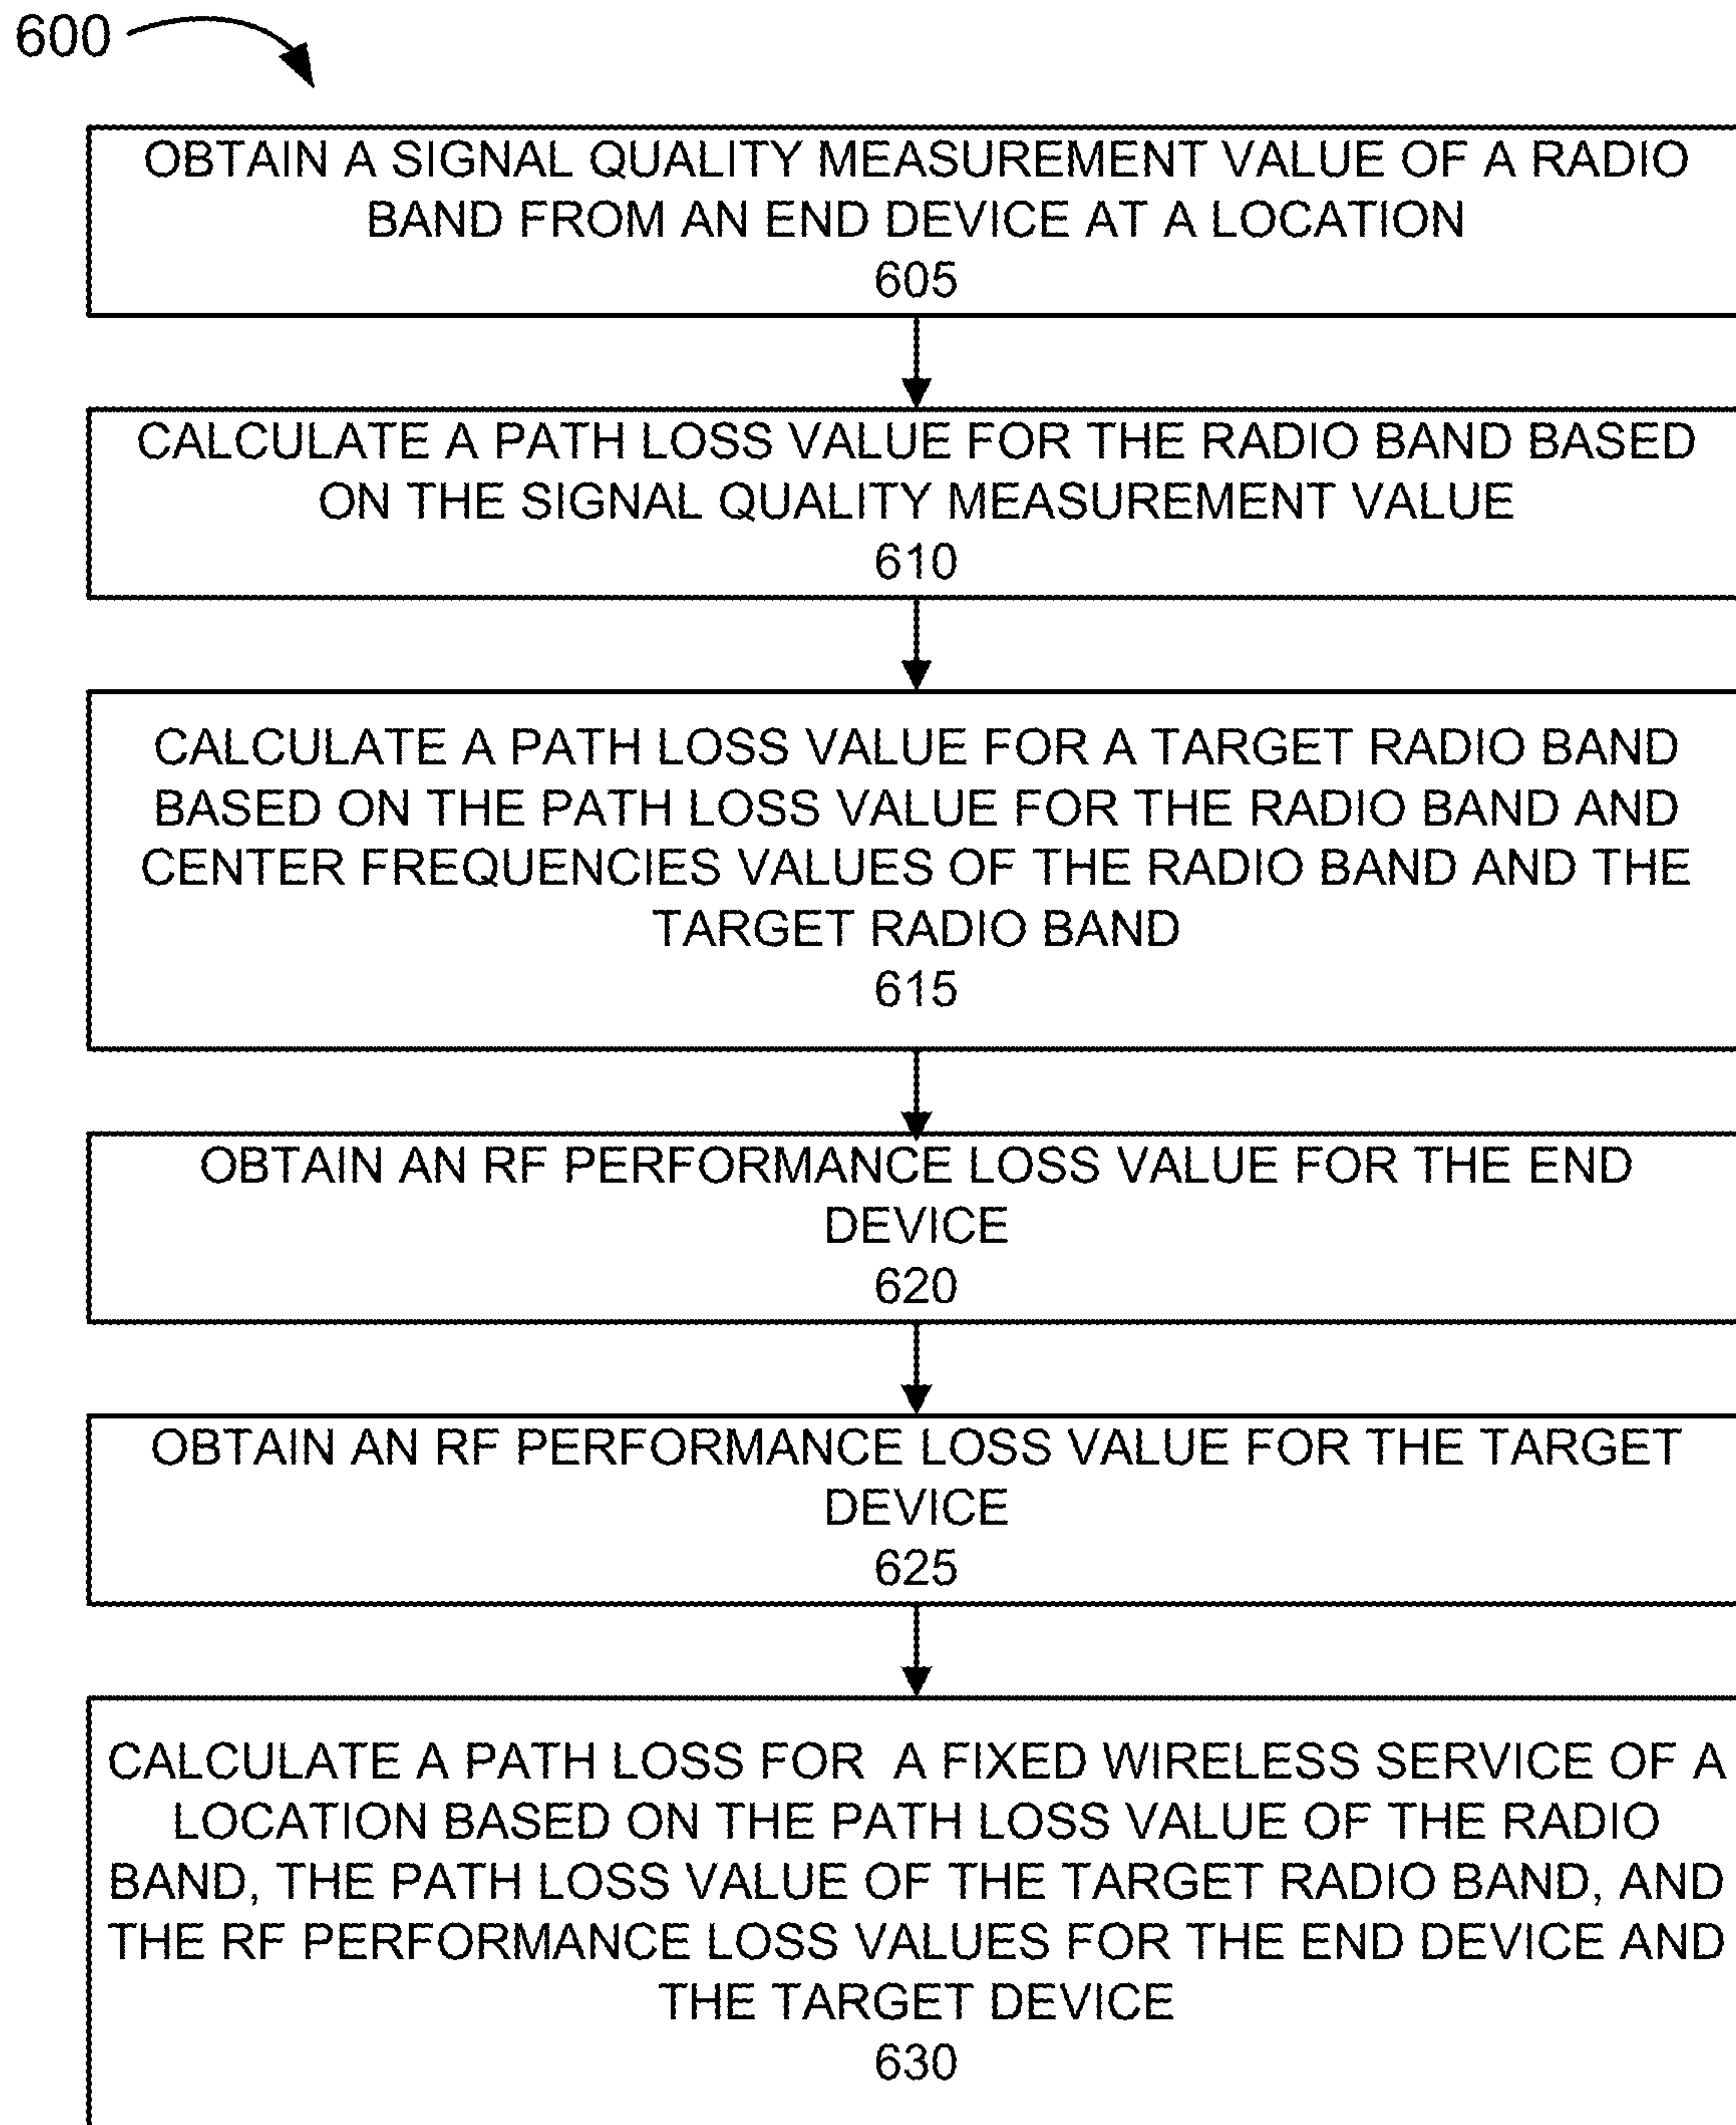 600
OBTAIN A SIGNAL QUALITY MEASUREMENT VALUE OF A RADIO
BAND FROM AN END DEVICE AT A LOCATION
605
CALCULATE A PATH LOSS VALUE FOR THE RADIO BAND BASED
ON THE SIGNAL QUALITY MEASUREMENT VALUE
610
CALCULATE A PATH LOSS VALUE FOR A TARGET RADIO BAND
BASED ON THE PATH LOSS VALUE FOR THE RADIO BAND AND
CENTER FREQUENCIES VALUES OF THE RADIO BAND AND THE
TARGET RADIO BAND
615
OBTAIN AN RF PERFORMANCE LOSS VALUE FOR THE END
DEVICE
620
OBTAIN AN RF PERFORMANCE LOSS VALUE FOR THE TARGET
DEVICE
625
CALCULATE A PATH LOSS FOR A FIXED WIRELESS SERVICE OF A
LOCATION BASED ON THE PATH LOSS VALUE OF THE RADIO
BAND, THE PATH LOSS VALUE OF THE TARGET RADIO BAND, AND
THE RF PERFORMANCE LOSS VALUES FOR THE END DEVICE AND
THE TARGET DEVICE
630